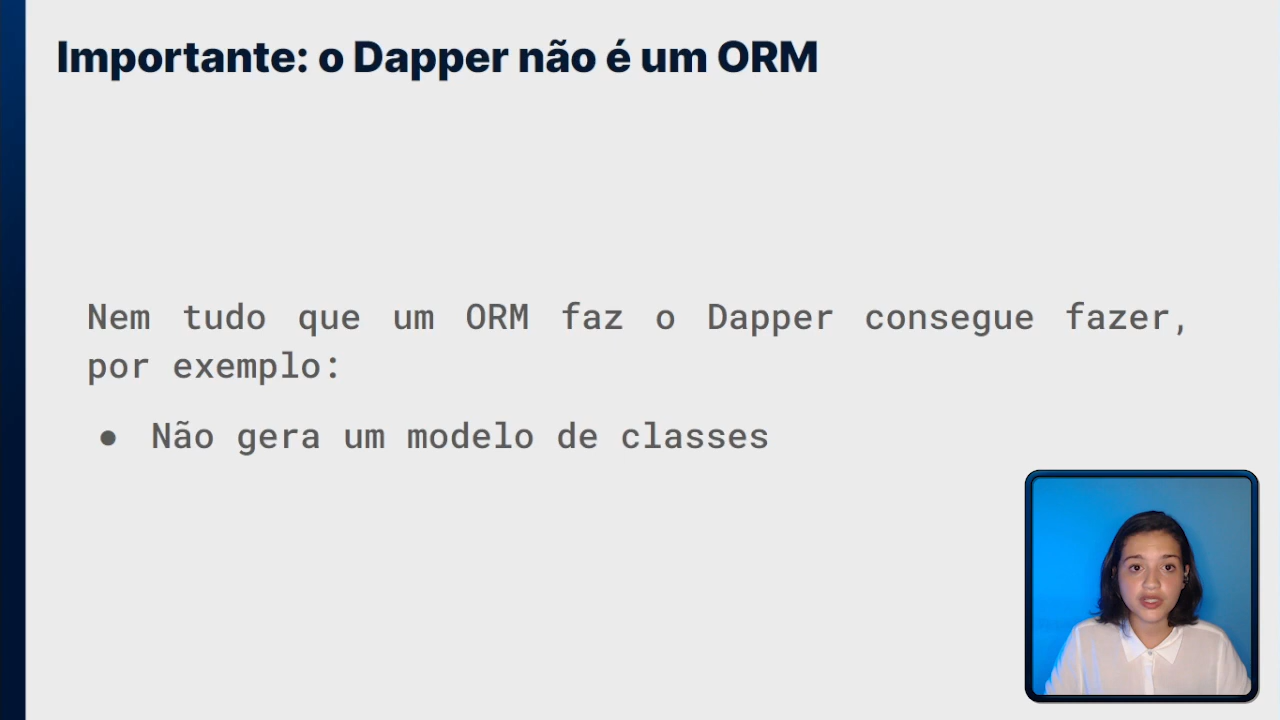 Importante: o Dapper não é um ORM
Nem tudo que um ORM faz o Dapper consegue fazer,
por exemplo:
● Não gera um modelo de classes